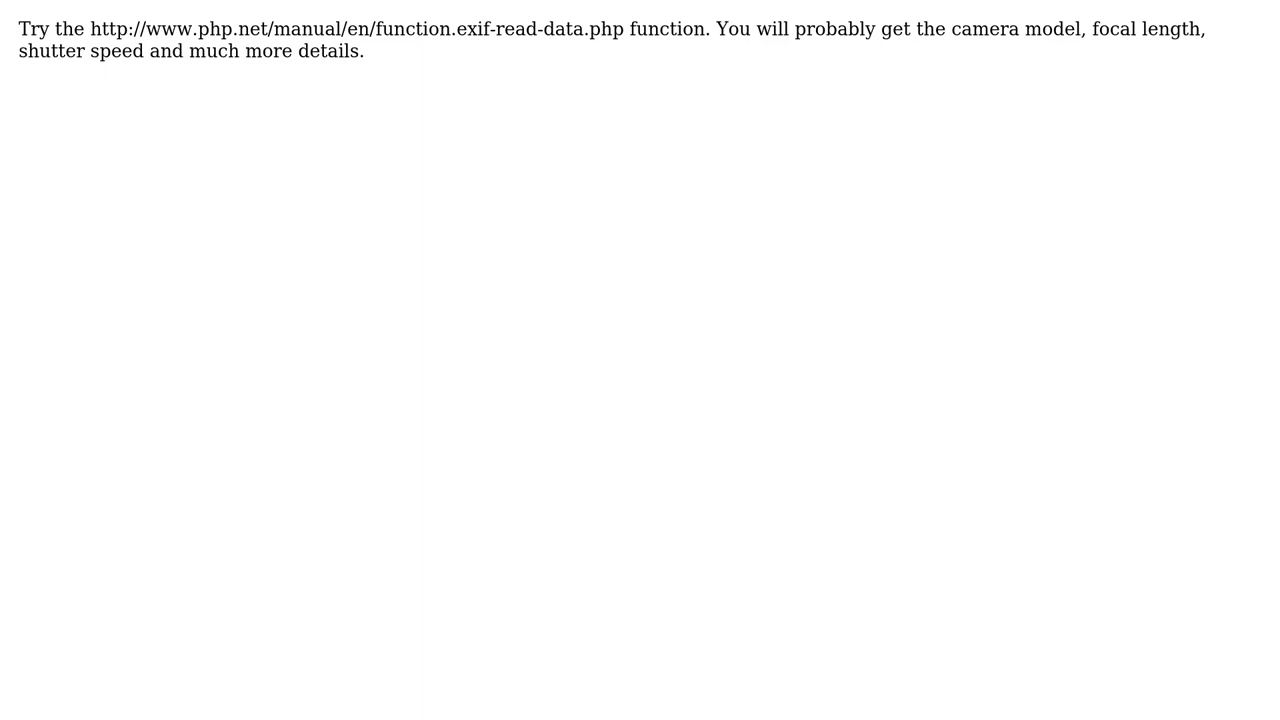 Try the http://www.php.net/manual/en/function.exif-read-data.php function. You will probably get the camera model, focal length,
shutter speed and much more details.